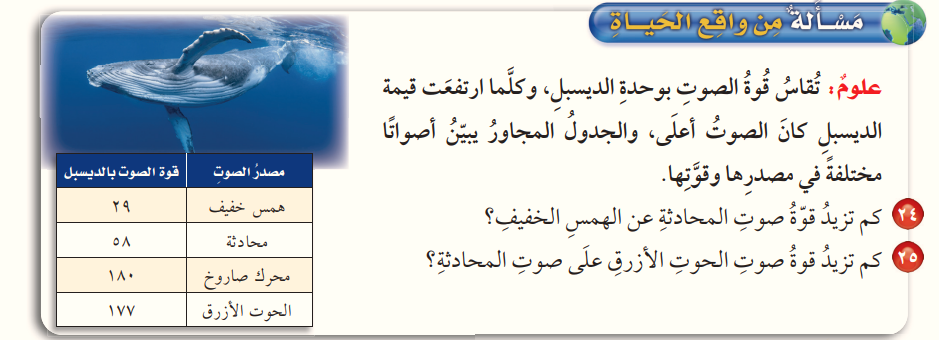 مَسْأَلَةٌ مِن واقِعِ الحَيَاةِ
علومٌ: تُقاسُ قُوةُ الصوتِ بوحدةِ الديسبلِ، وكلَّما ارتفعَت قيمة
الديسبلِ كانَ الصوتُ أعلَى، والجدولُ المجاورُ يبيّنُ أصواتًا
مختلفةً في مصدرِها وقوَّتِها.
٢٤ كم تزيدُ قوّةُ صوتِ المحادثةِ عن الهمسِ الخفيفِ؟
٢٥ كم تزيدُ قوةُ صوتِ الحوتِ الأزرقِ علَى صوتِ المحادثةِ؟
مصدرُ الصوتِ قوة الصوت بالديسبل
همس خفيف ٢٩
محادثة ٥٨
محرك صاروخ ١٨٠
الحوت الأزرق ١٧٧